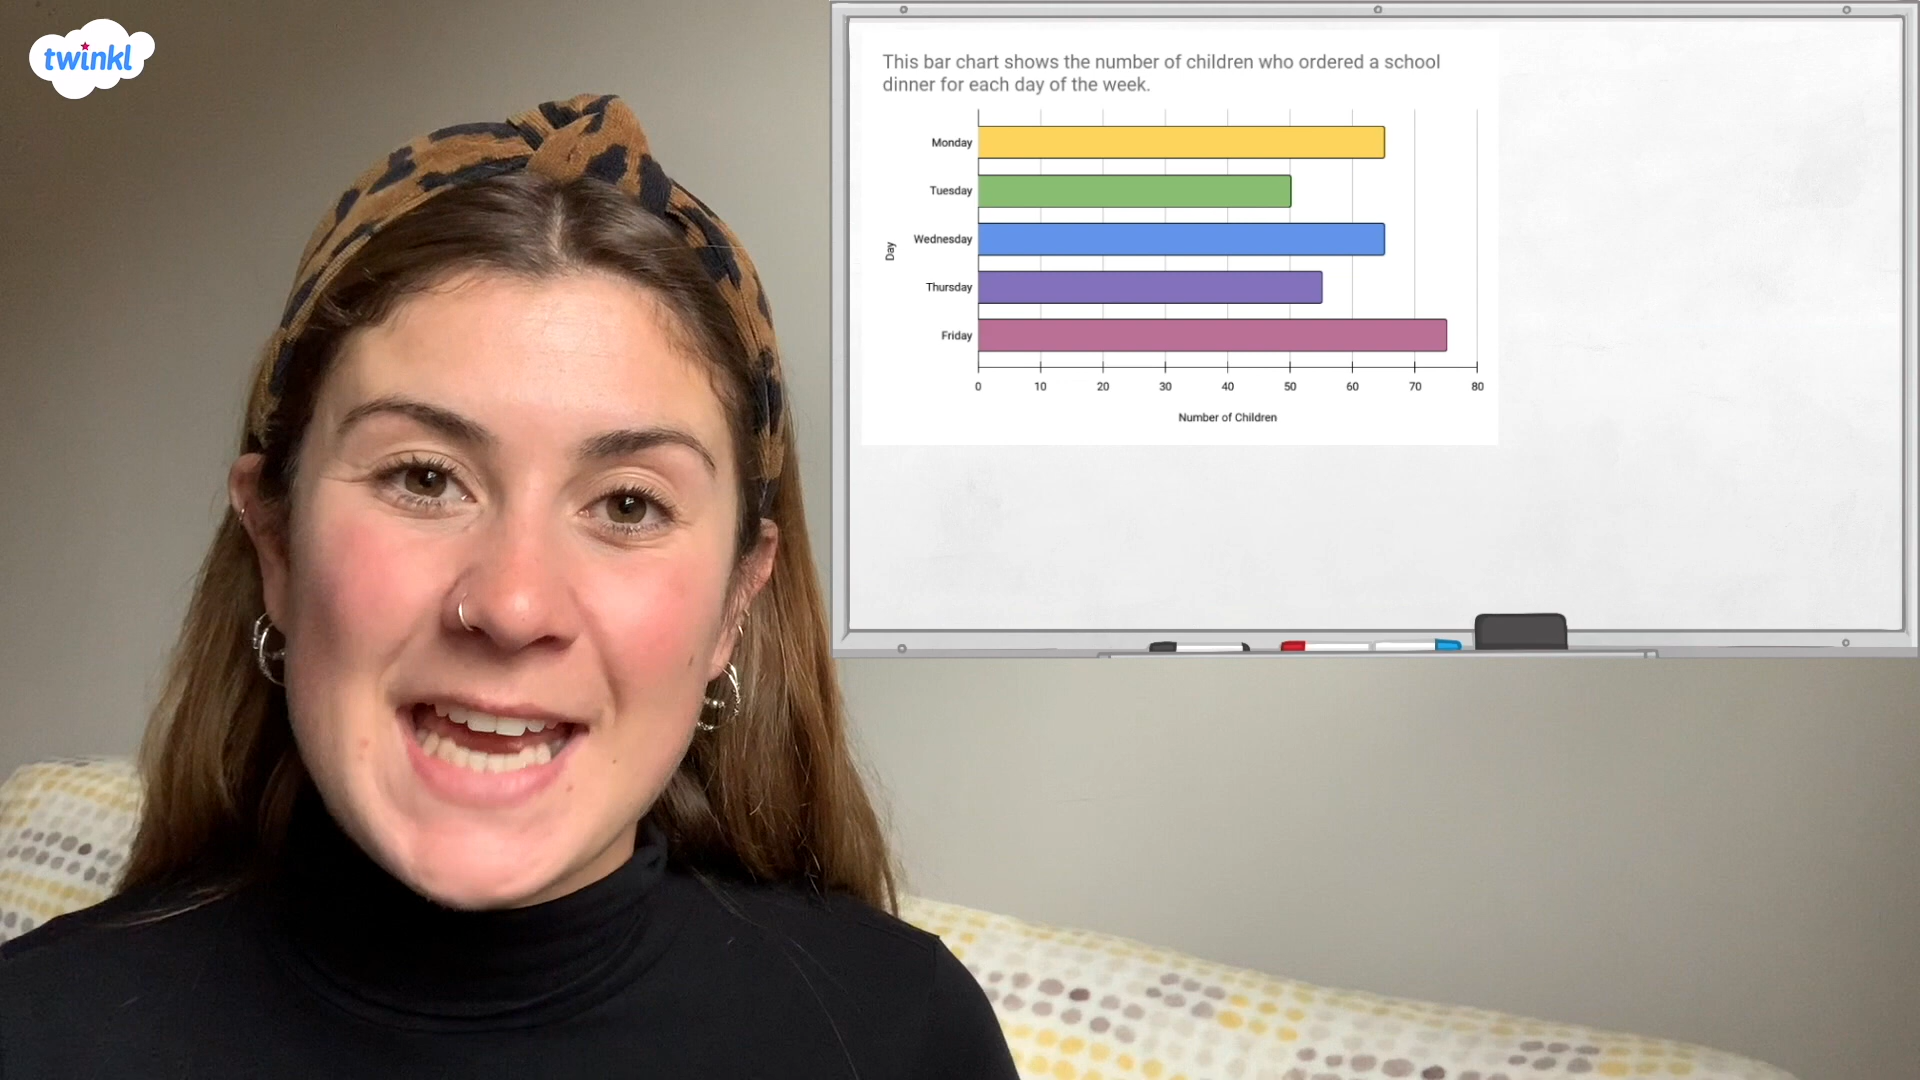 twinkl
This bar chart shows the number of children who ordered a school
dinner for each day of the week.
Monday
Tuesday
Wednesday
Thursday
Friday
Day
0 10 20 30 40 50 60 70 80
Number of Children